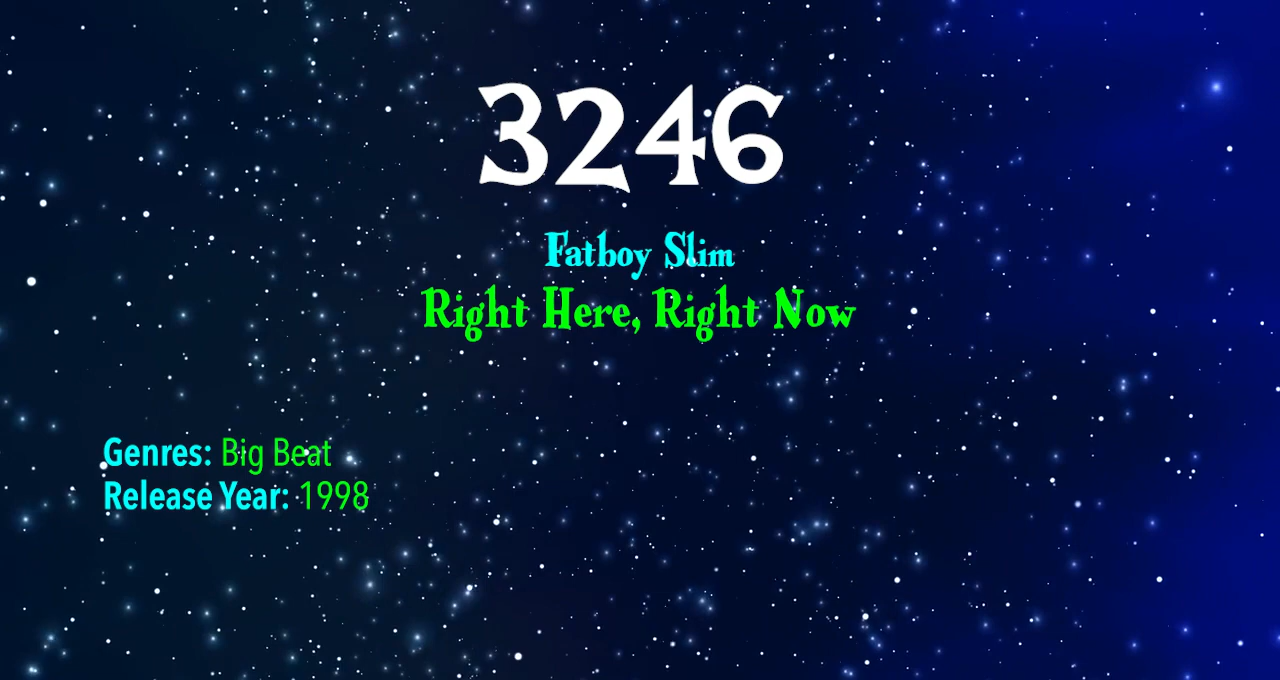 3246
Fatboy Slim
Right Here, Right Now
Genres: Big Beat
Release Year: 1998